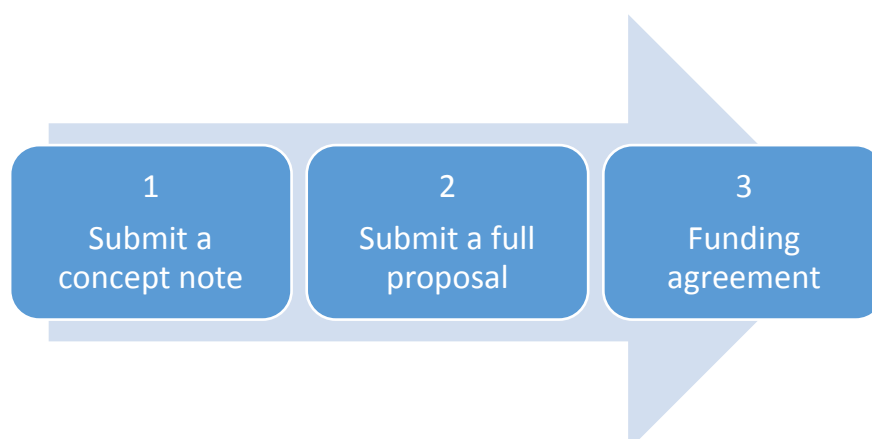 1
Submit a
concept note
2
Submit a full
proposal
3
Funding
agreement